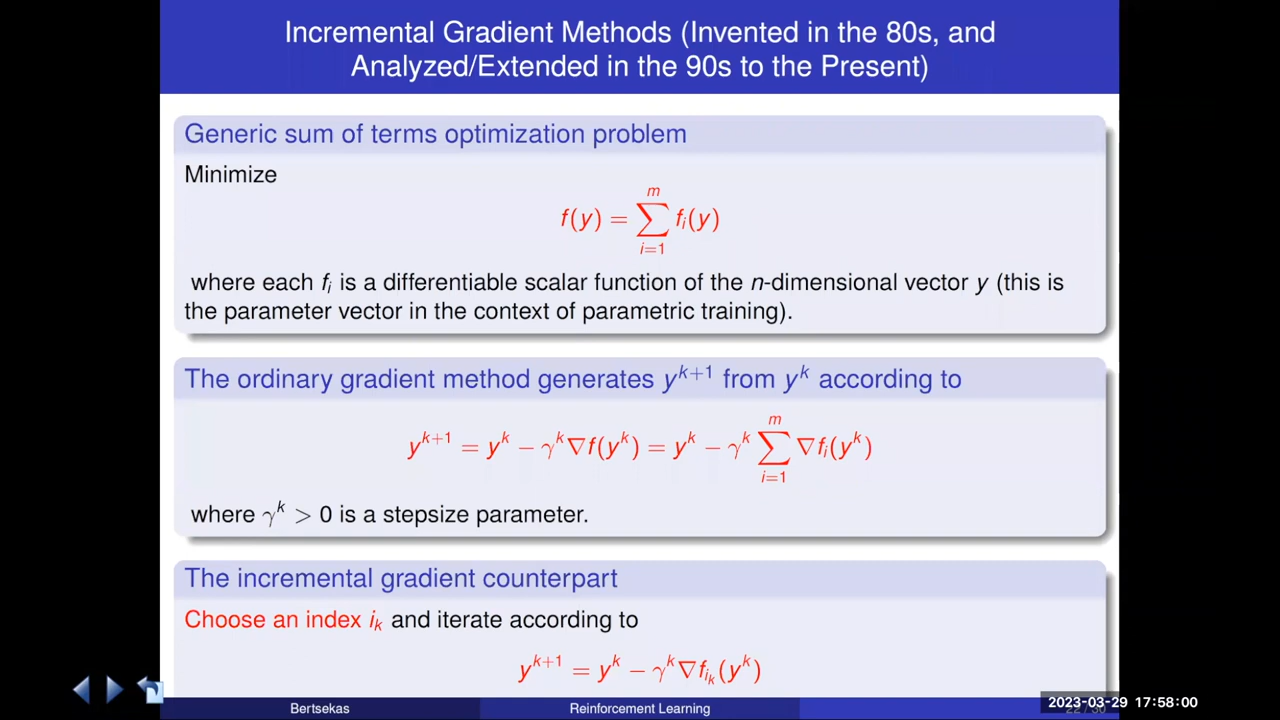 Incremental Gradient Methods (Invented in the 80s, and
Analyzed/Extended in the 90s to the Present)
Generic sum of terms optimization problem
Minimize
f(y) = ∑_{i=1}^{m} f_i(y)
where each f_i is a differentiable scalar function of the n-dimensional vector y (this is
the parameter vector in the context of parametric training).
The ordinary gradient method generates y^{k+1} from y^k according to
y^{k+1} = y^k − γ^k ∇f(y^k) = y^k − γ^k ∑_{i=1}^{m} ∇f_i(y^k)
where γ^k > 0 is a stepsize parameter.
The incremental gradient counterpart
Choose an index i_k and iterate according to
y^{k+1} = y^k − γ^k ∇f_{i_k}(y^k)
Bertsekas Reinforcement Learning
2023-03-29 17:58:00